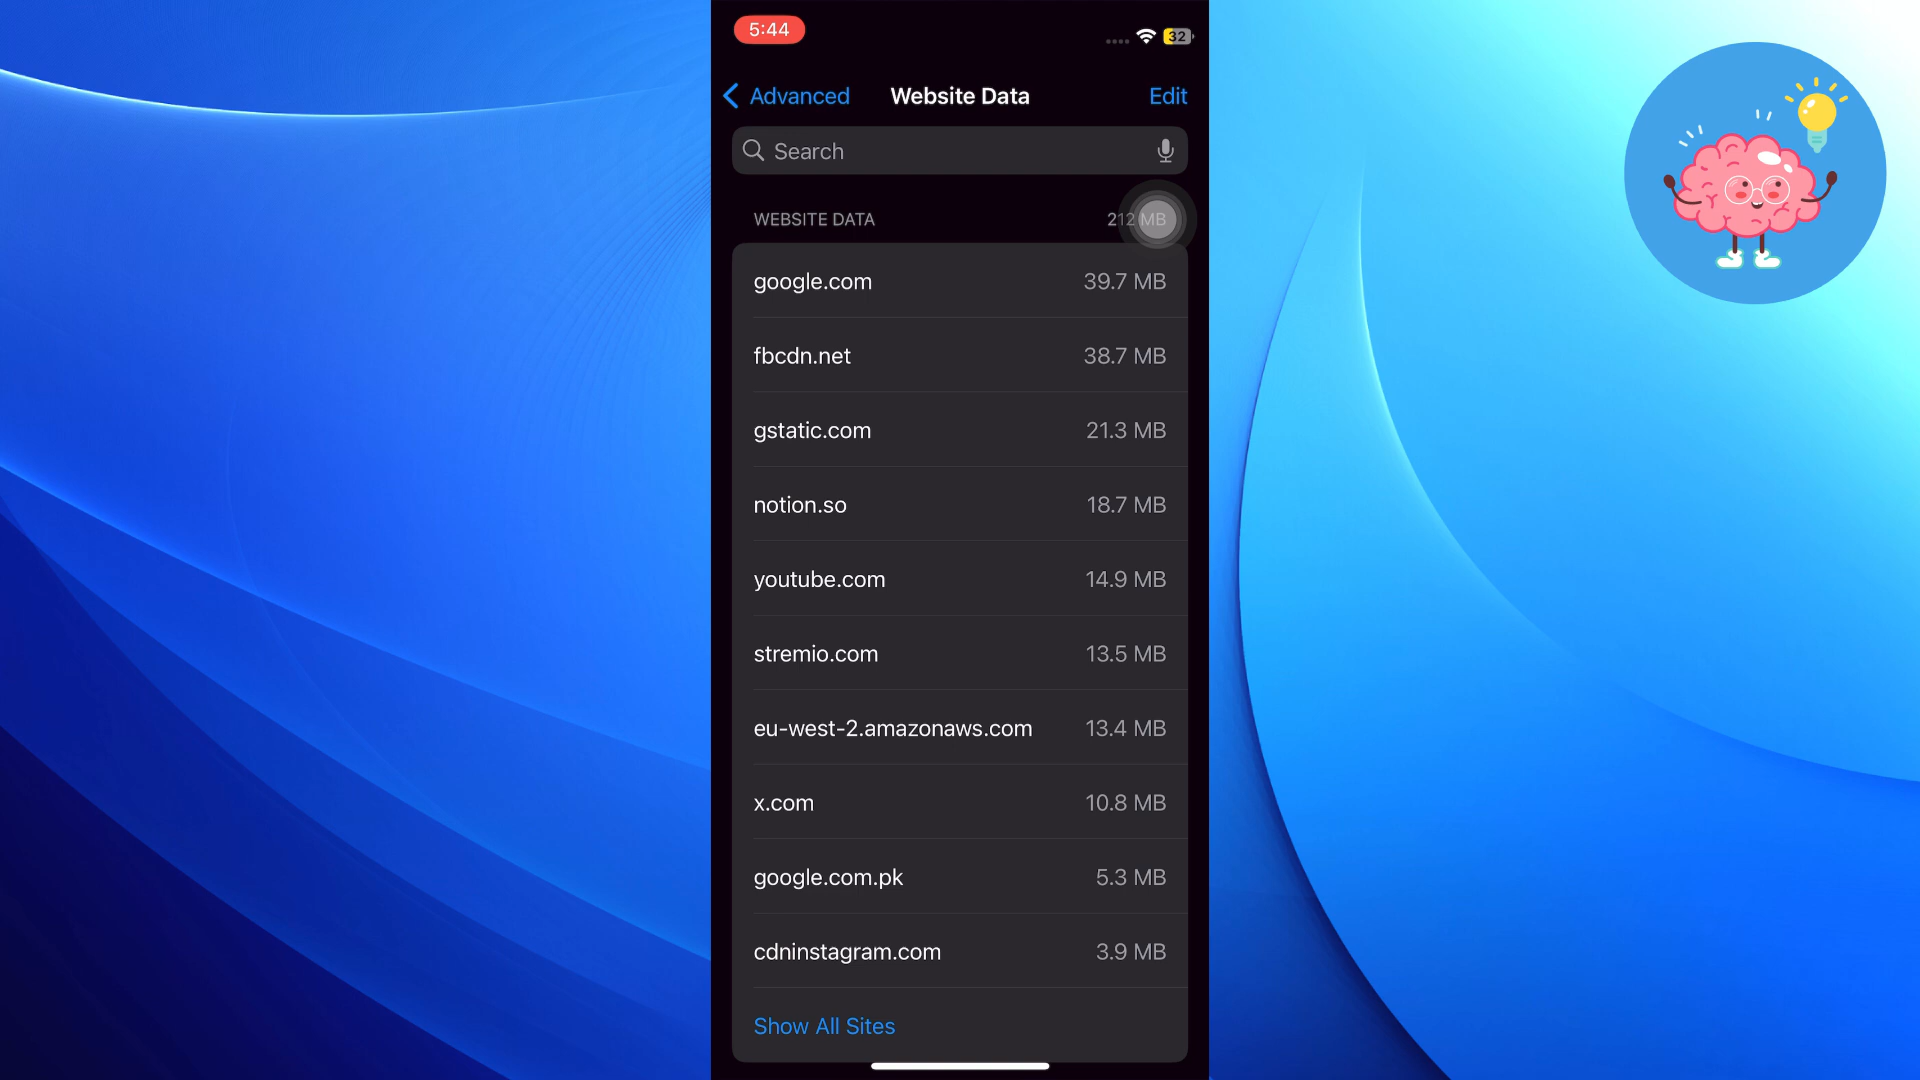 5:44
32
Advanced
Website Data
Edit
Search
WEBSITE DATA
212 MB
google.com
39.7 MB
fbcdn.net
38.7 MB
gstatic.com
21.3 MB
notion.so
18.7 MB
youtube.com
14.9 MB
stremio.com
13.5 MB
eu-west-2.amazonaws.com
13.4 MB
x.com
10.8 MB
google.com.pk
5.3 MB
cdninstagram.com
3.9 MB
Show All Sites